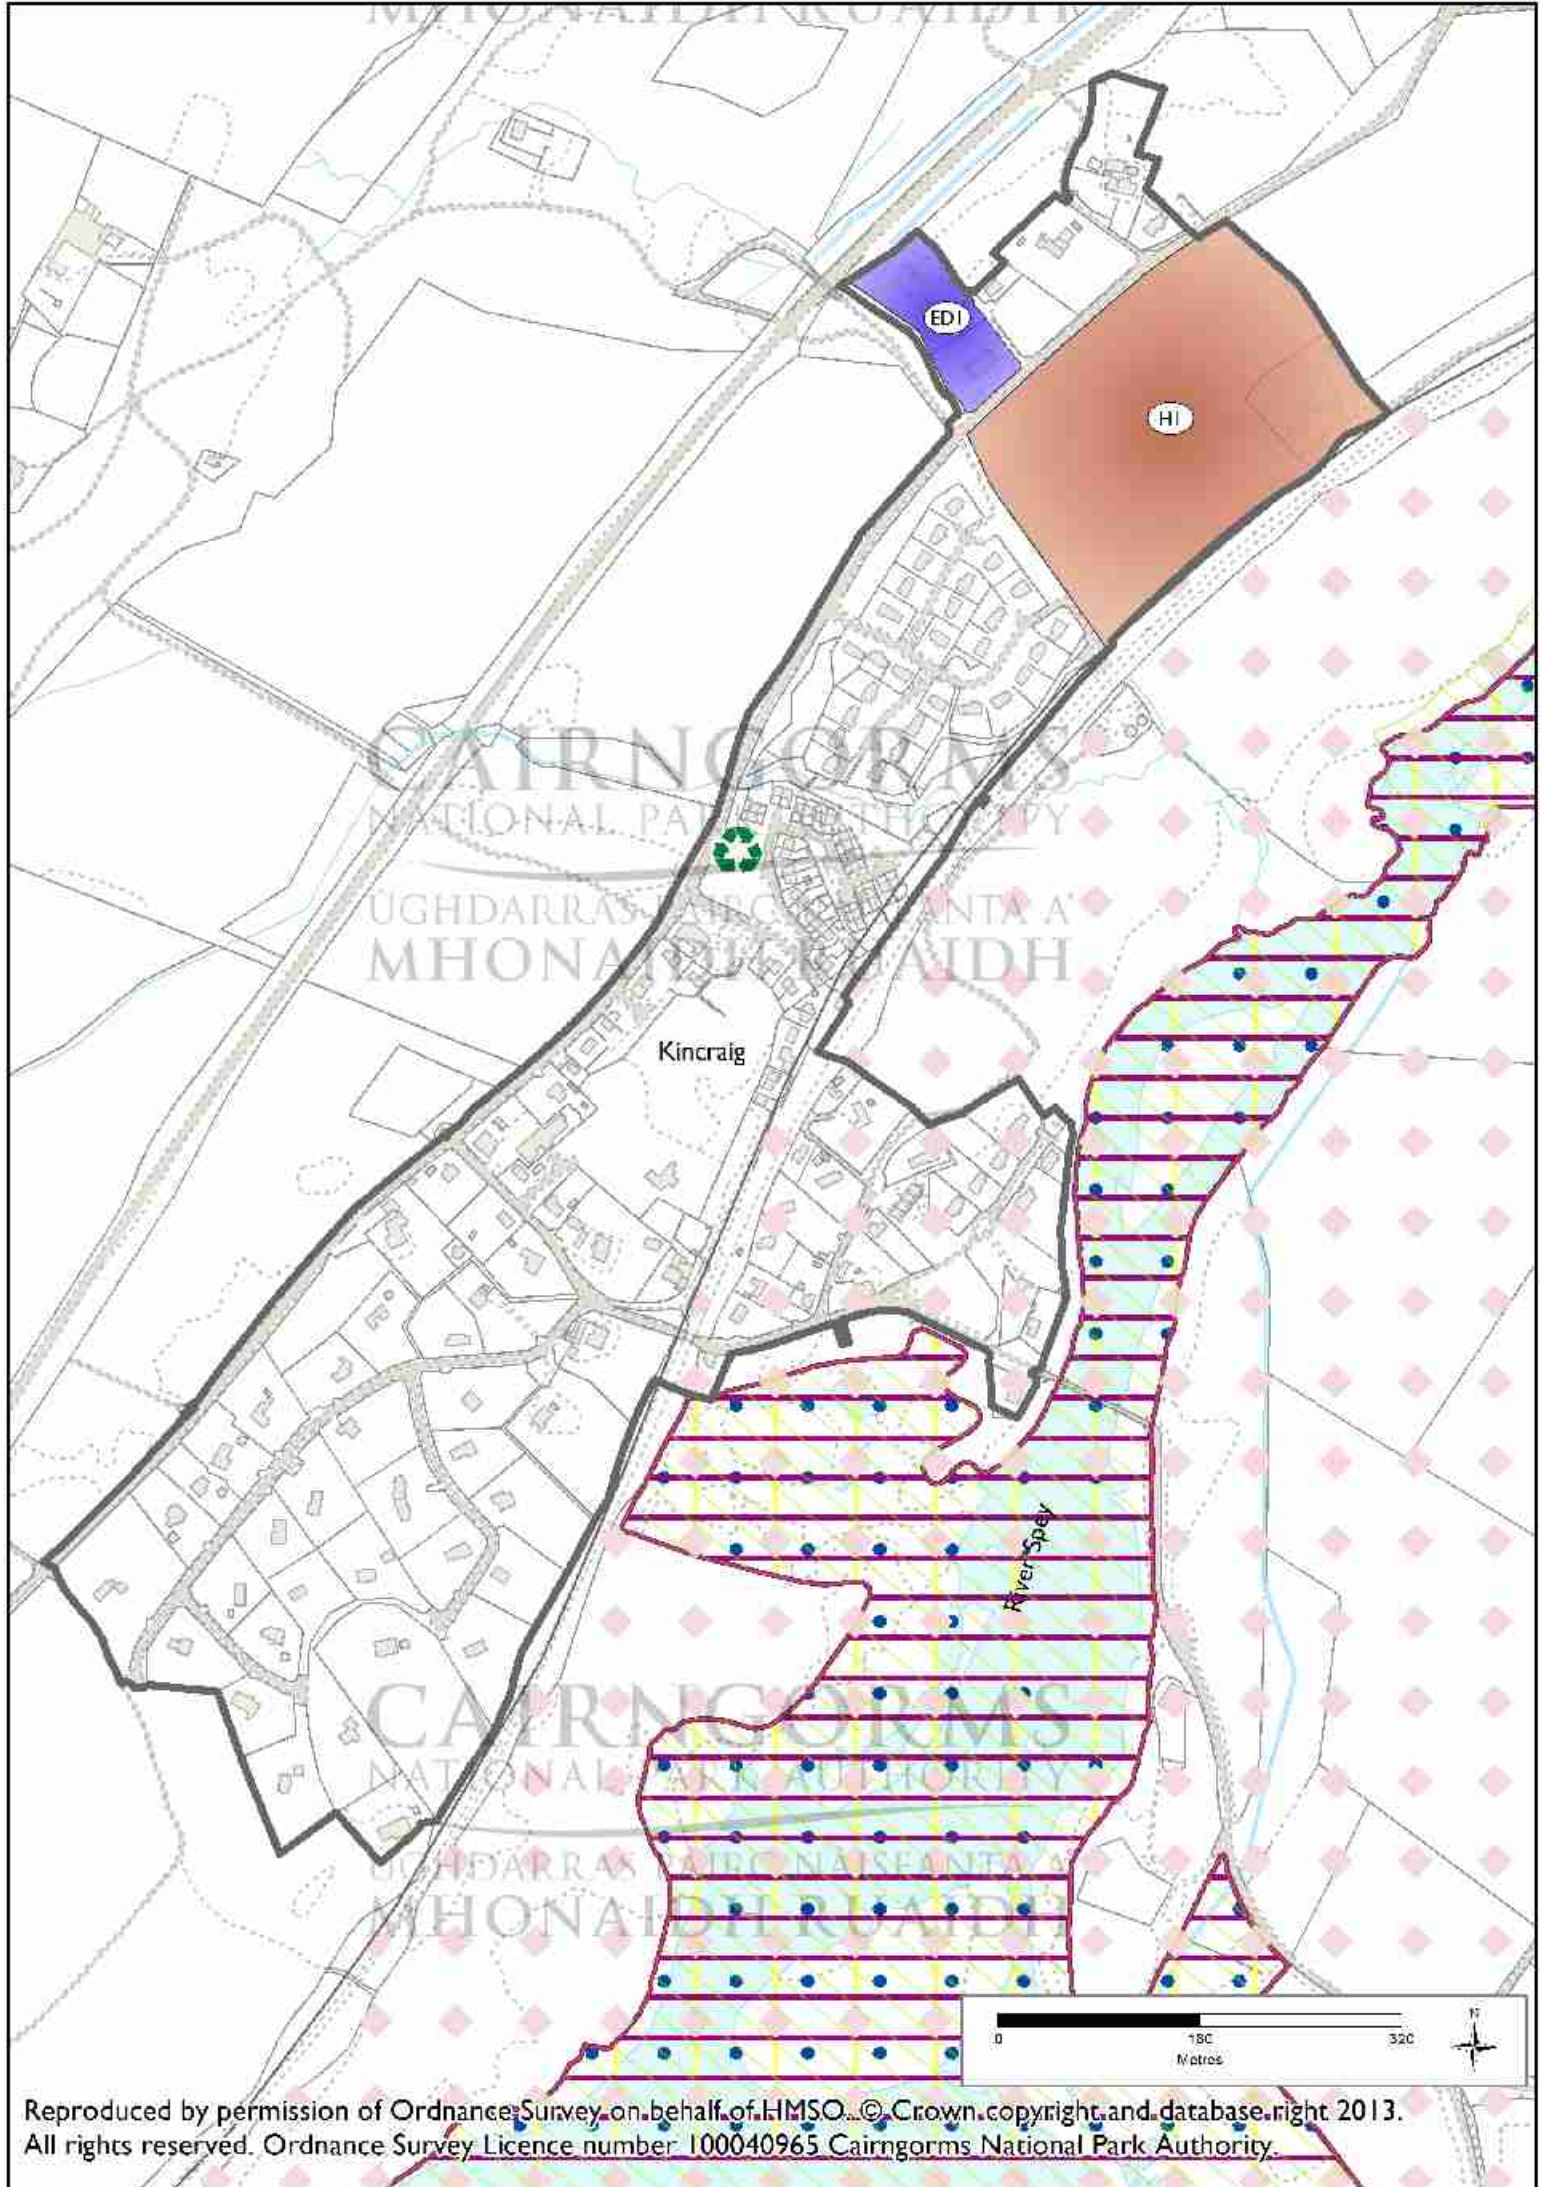 MHONAIDH RUAIDH
ED1
H1
CAIRNGORMS
NATIONAL PARK AUTHORITY
ÙGHDARRAS PÀIRC NÀISEANTA A'
MHONAIDH RUAIDH
Kincraig
River Spey
CAIRNGORMS
NATIONAL PARK AUTHORITY
ÙGHDARRAS PÀIRC NÀISEANTA A'
MHONAIDH RUAIDH
N
0 160 320
Metres
Reproduced by permission of Ordnance Survey on behalf of HMSO. © Crown copyright and database right 2013.
All rights reserved. Ordnance Survey Licence number 100040965 Cairngorms National Park Authority.